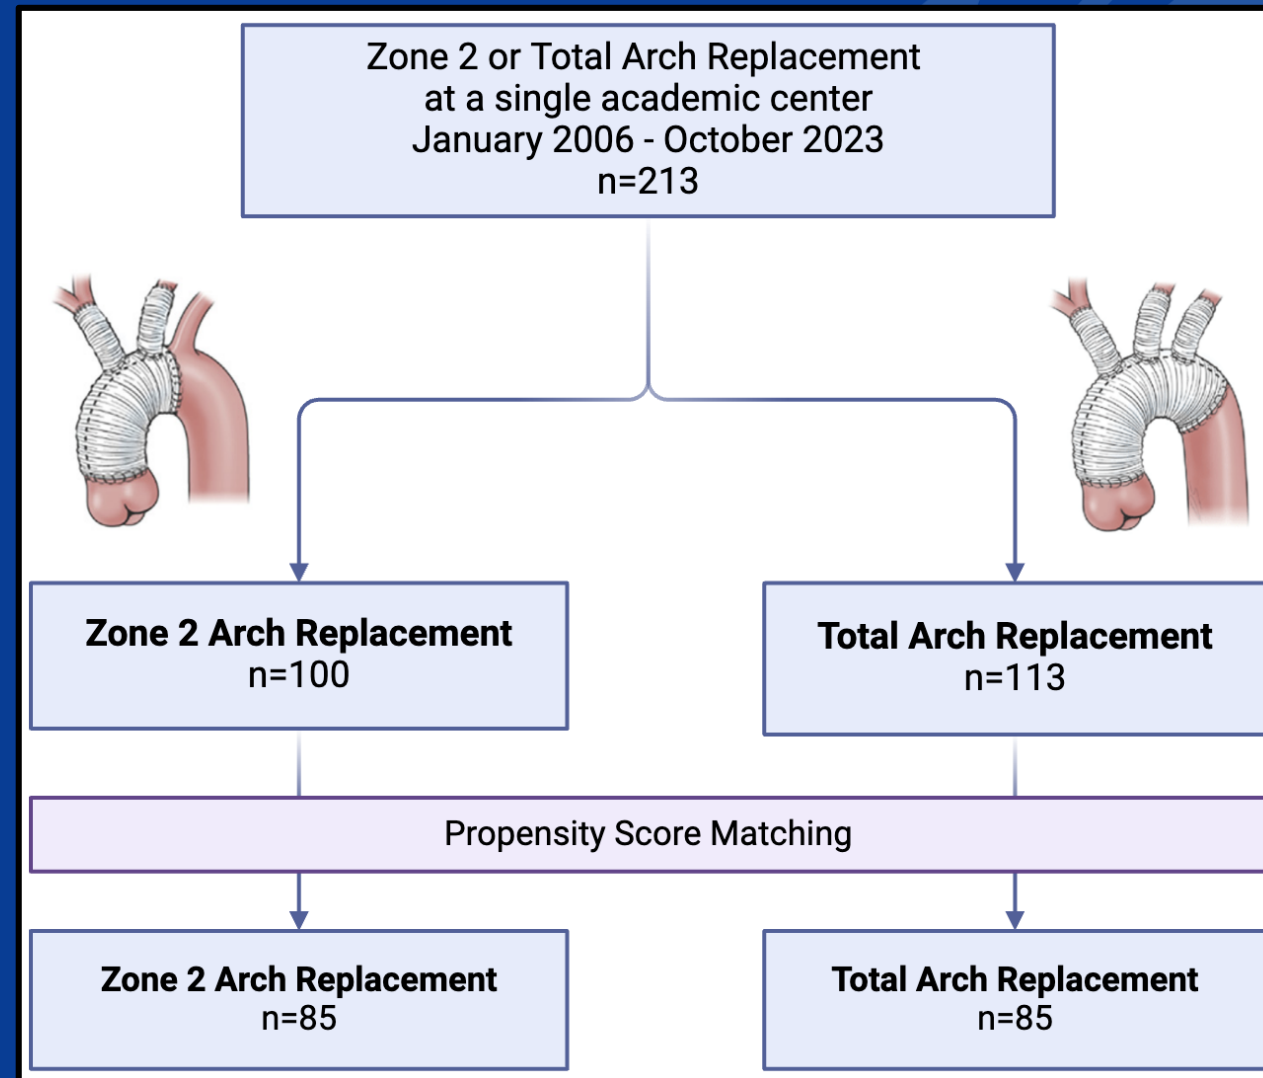 Zone 2 or Total Arch Replacement
at a single academic center
January 2006 - October 2023
n=213
Zone 2 Arch Replacement
n=100
Total Arch Replacement
n=113
Propensity Score Matching
Zone 2 Arch Replacement
n=85
Total Arch Replacement
n=85